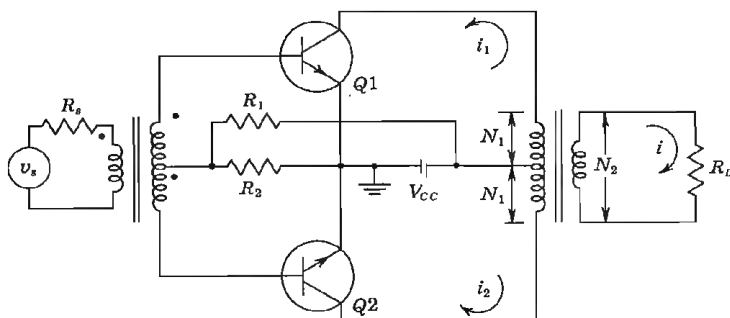 i₁
Q1
Rₛ
R₁
vₛ
R₂
V_CC
N₁
N₁
N₂
i
R_L
i₂
Q2